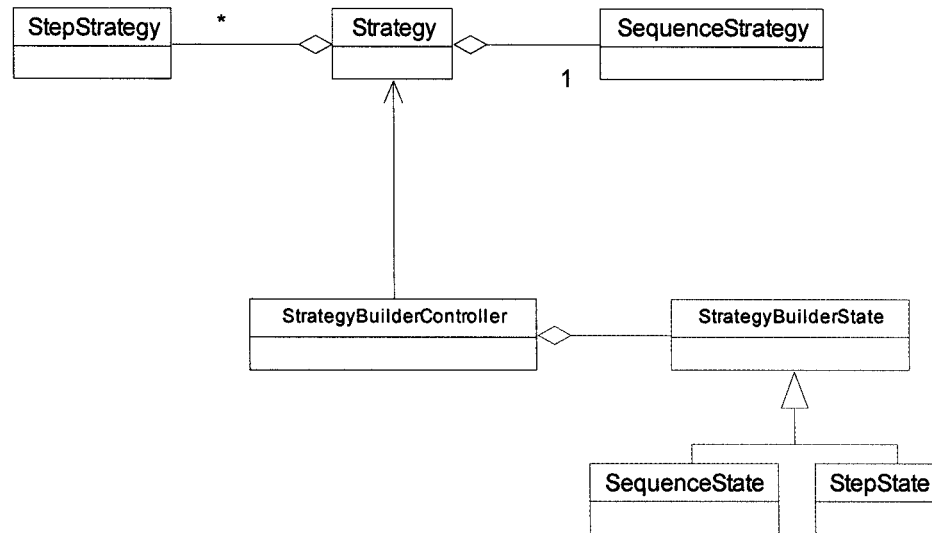 StepStrategy
*
Strategy
SequenceStrategy
1
StrategyBuilderController
StrategyBuilderState
SequenceState
StepState